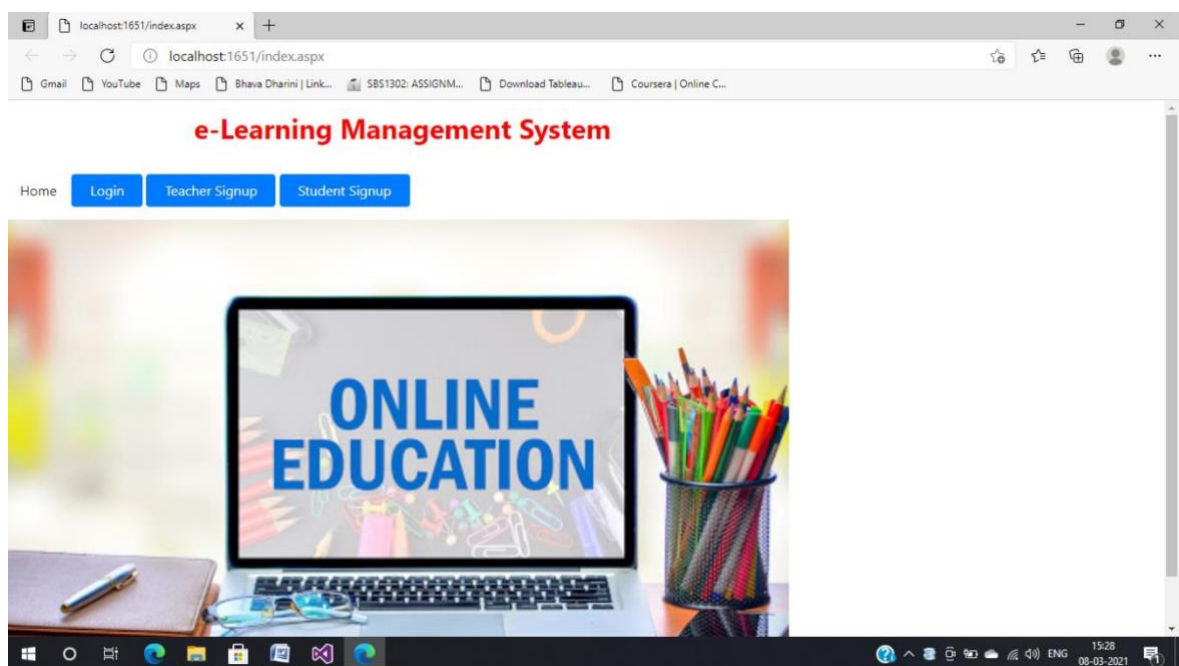 localhost:1651/index.aspx
localhost:1651/index.aspx
Gmail YouTube Maps Bhava Dharini | Link... SBS1302: ASSIGNM... Download Tableau... Coursera | Online C...
e-Learning Management System
Home Login Teacher Signup Student Signup
ONLINE
EDUCATION
ENG
15:28
08-03-2021